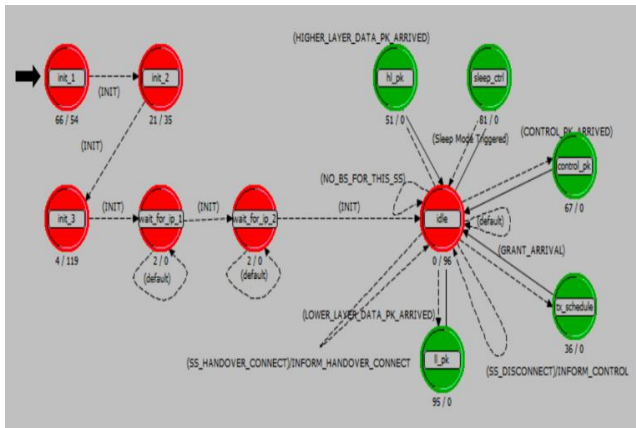 (HIGHER_LAYER_DATA_PK_ARRIVED)
init_1
init_2
hl_pk
sleep_ctrl
(INIT)
66 / 54
21 / 35
51 / 0
81 / 0
(CONTROL_PK_ARRIVED)
(Sleep Mode Triggered)
(INIT)
control_pk
(NO_BS_FOR_THIS_SS)
67 / 0
init_3
(INIT)
wait_for_ip_1
(INIT)
wait_for_ip_2
(INIT)
idle
(default)
4 / 119
2 / 0
2 / 0
0 / 96
(GRANT_ARRIVAL)
(default)
(default)
tx_schedule
(LOWER_LAYER_DATA_PK_ARRIVED)
36 / 0
(SS_HANDOVER_CONNECT)/INFORM_HANDOVER_CONNECT
ll_pk
(SS_DISCONNECT)/INFORM_CONTROL
95 / 0